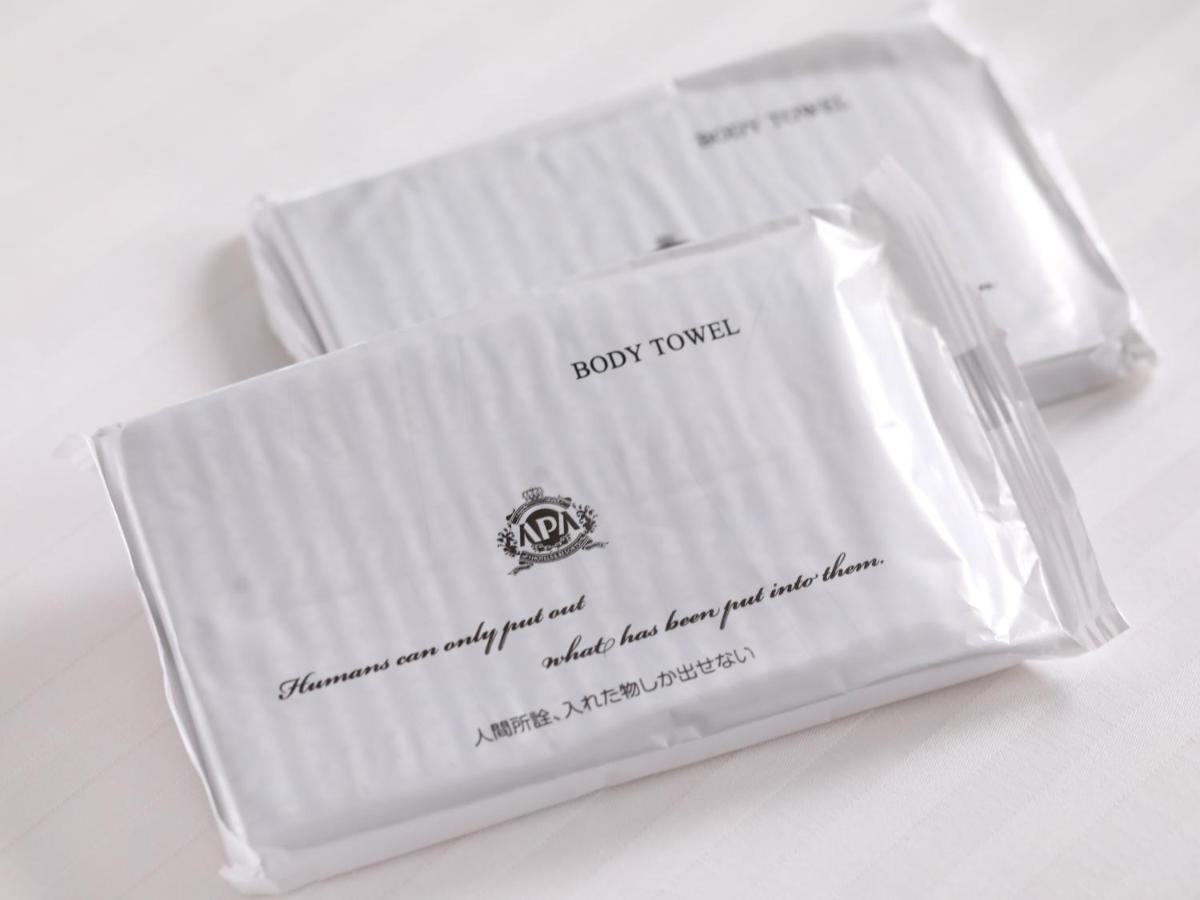 BODY TOWEL
BODY TOWEL
APA
Humans can only put out
what has been put into them.
人間所詮、入れた物しか出せない